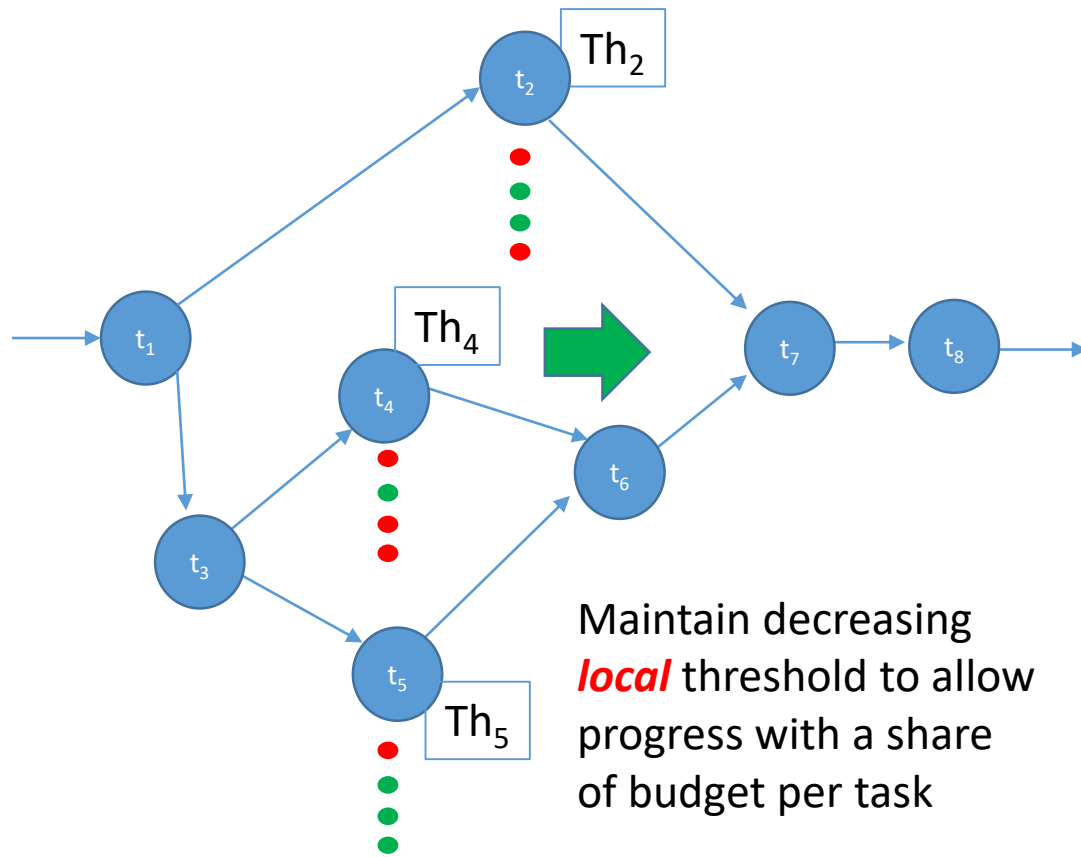 t2
Th2
t1
Th4
t4
t7
t8
t6
t3
t5
Th5
Maintain decreasing
local threshold to allow
progress with a share
of budget per task